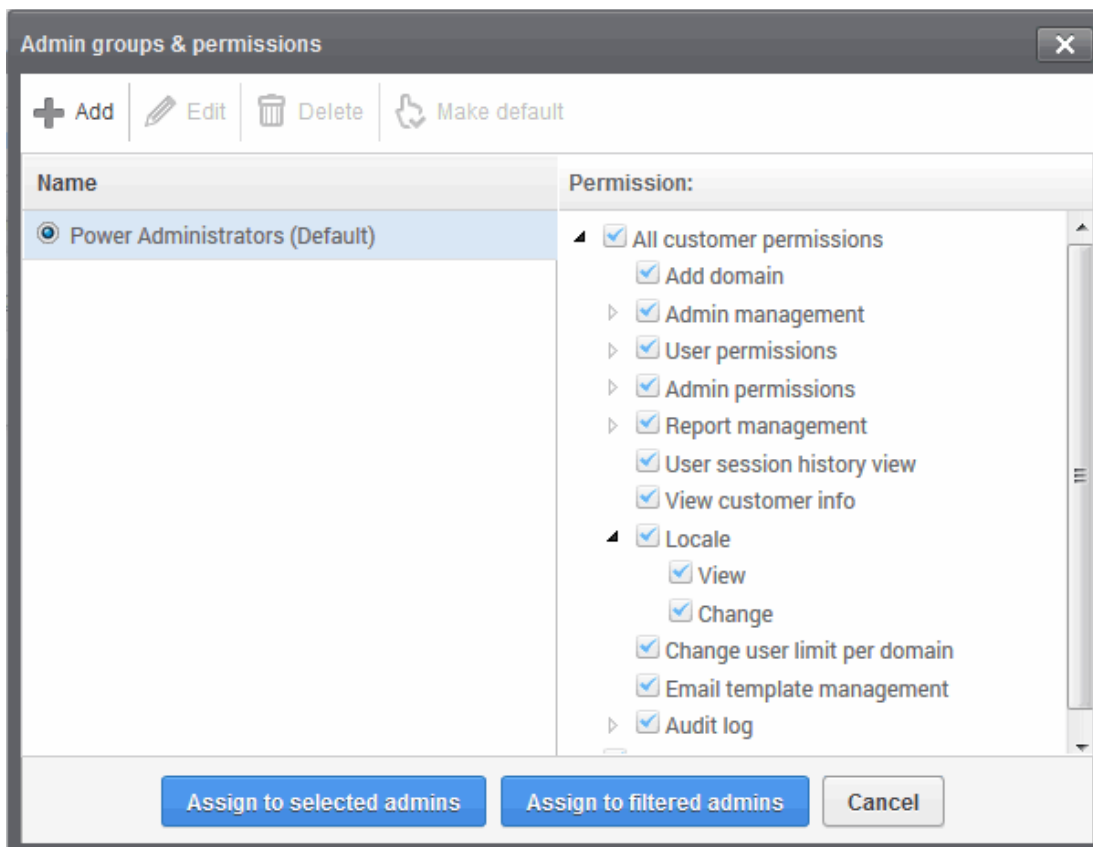 Admin groups & permissions
Add Edit Delete Make default
Name Permission:
Power Administrators (Default)
All customer permissions
Add domain
Admin management
User permissions
Admin permissions
Report management
User session history view
View customer info
Locale
View
Change
Change user limit per domain
Email template management
Audit log
Assign to selected admins Assign to filtered admins Cancel